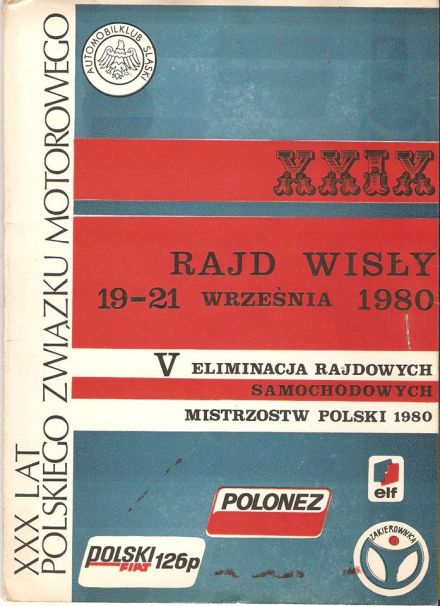 XXX LAT
POLSKIEGO ZWIĄZKU MOTOROWEGO
AUTOMOBILKLUB ŚLĄSKI
XXIX
RAJD WISŁY
19-21 WRZEŚNIA 1980
V ELIMINACJA RAJDOWYCH
SAMOCHODOWYCH
MISTRZOSTW POLSKI 1980
elf
POLONEZ
ZAKIEROWNICĄ
POLSKI
FIAT 126p